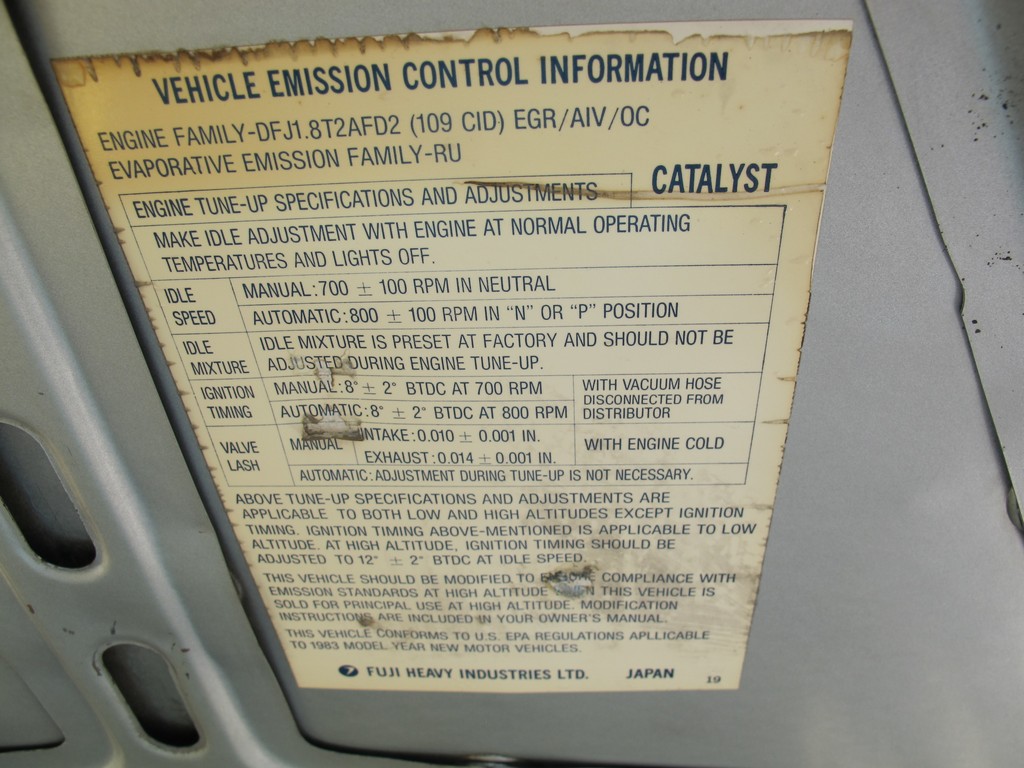 VEHICLE EMISSION CONTROL INFORMATION
ENGINE FAMILY-DFJ1.8T2AFD2 (109 CID) EGR/AIV/OC
EVAPORATIVE EMISSION FAMILY-RU
CATALYST
ENGINE TUNE-UP SPECIFICATIONS AND ADJUSTMENTS
MAKE IDLE ADJUSTMENT WITH ENGINE AT NORMAL OPERATING
TEMPERATURES AND LIGHTS OFF.
IDLE
SPEED
MANUAL:700 ± 100 RPM IN NEUTRAL
AUTOMATIC:800 ± 100 RPM IN “N” OR “P” POSITION
IDLE
MIXTURE
IDLE MIXTURE IS PRESET AT FACTORY AND SHOULD NOT BE
ADJUSTED DURING ENGINE TUNE-UP.
IGNITION
TIMING
MANUAL:8° ± 2° BTDC AT 700 RPM
AUTOMATIC:8° ± 2° BTDC AT 800 RPM
WITH VACUUM HOSE
DISCONNECTED FROM
DISTRIBUTOR
VALVE
LASH
MANUAL
INTAKE:0.010 ± 0.001 IN.
EXHAUST:0.014 ± 0.001 IN.
WITH ENGINE COLD
AUTOMATIC:ADJUSTMENT DURING TUNE-UP IS NOT NECESSARY.
ABOVE TUNE-UP SPECIFICATIONS AND ADJUSTMENTS ARE
APPLICABLE TO BOTH LOW AND HIGH ALTITUDES EXCEPT IGNITION
TIMING. IGNITION TIMING ABOVE-MENTIONED IS APPLICABLE TO LOW
ALTITUDE. AT HIGH ALTITUDE, IGNITION TIMING SHOULD BE
ADJUSTED TO 12° ± 2° BTDC AT IDLE SPEED.
THIS VEHICLE SHOULD BE MODIFIED TO COMPLIANCE WITH
EMISSION STANDARDS AT HIGH ALTITUDE WHEN THIS VEHICLE IS
SOLD FOR PRINCIPAL USE AT HIGH ALTITUDE. MODIFICATION
INSTRUCTIONS ARE INCLUDED IN YOUR OWNER'S MANUAL.
THIS VEHICLE CONFORMS TO U.S. EPA REGULATIONS APLLICABLE
TO 1983 MODEL YEAR NEW MOTOR VEHICLES.
FUJI HEAVY INDUSTRIES LTD. JAPAN 19